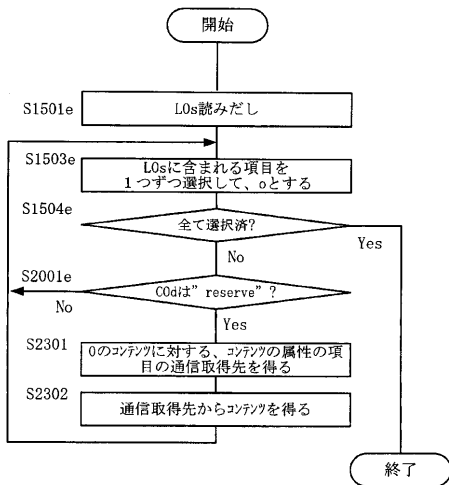 開始
S1501e
LOs読みだし
S1503e
LOsに含まれる項目を
1つずつ選択して、oとする
S1504e
全て選択済?
Yes
No
S2001e
COdは”reserve”?
No
Yes
S2301
Oのコンテンツに対する、コンテンツの属性の項
目の通信取得先を得る
S2302
通信取得先からコンテンツを得る
終了